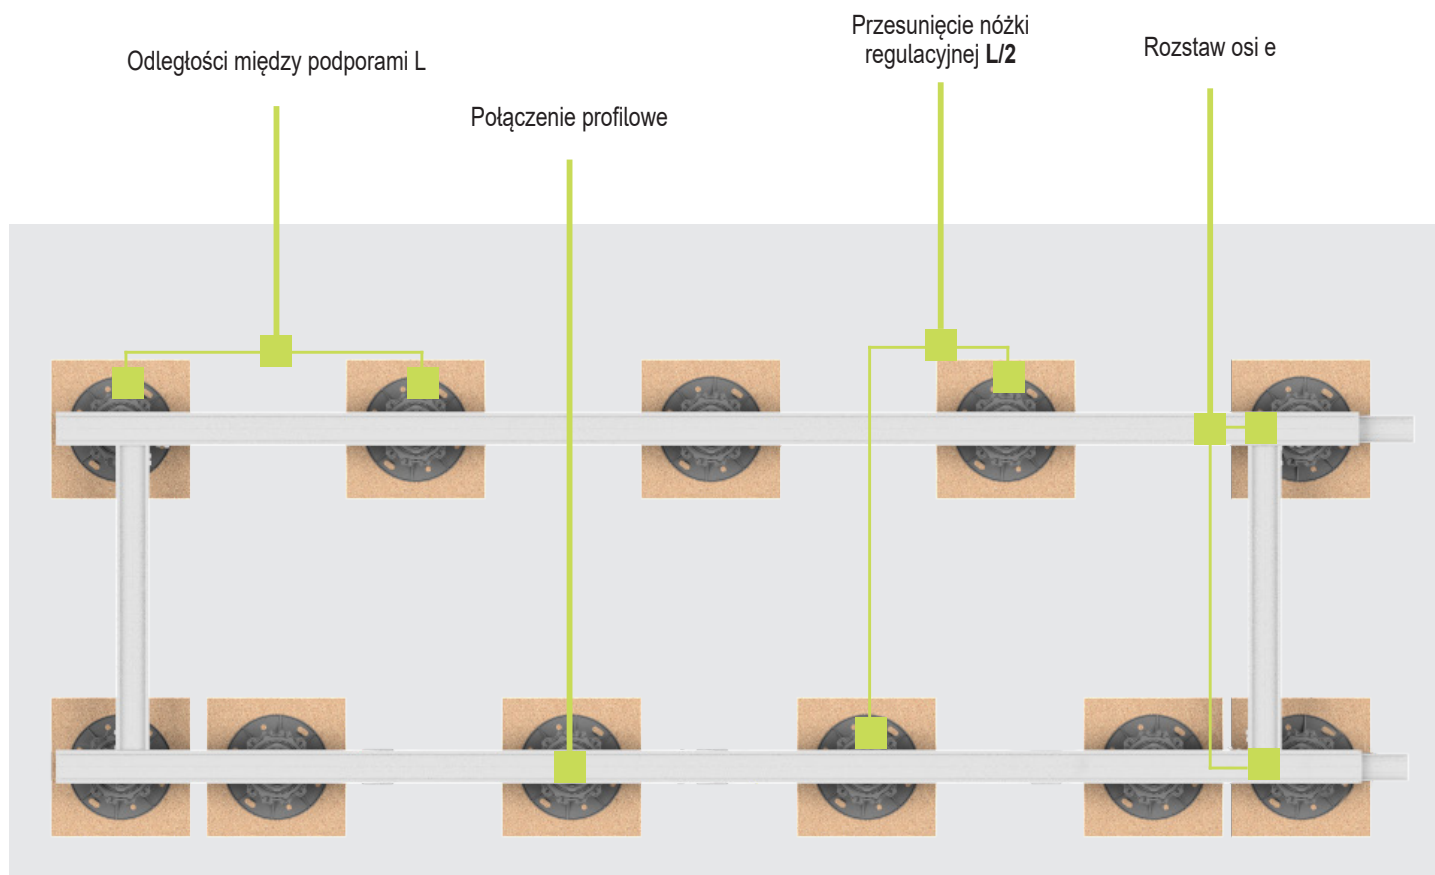 Odległości między podporami L
Połączenie profilowe
Przesunięcie nóżki
regulacyjnej L/2
Rozstaw osi e